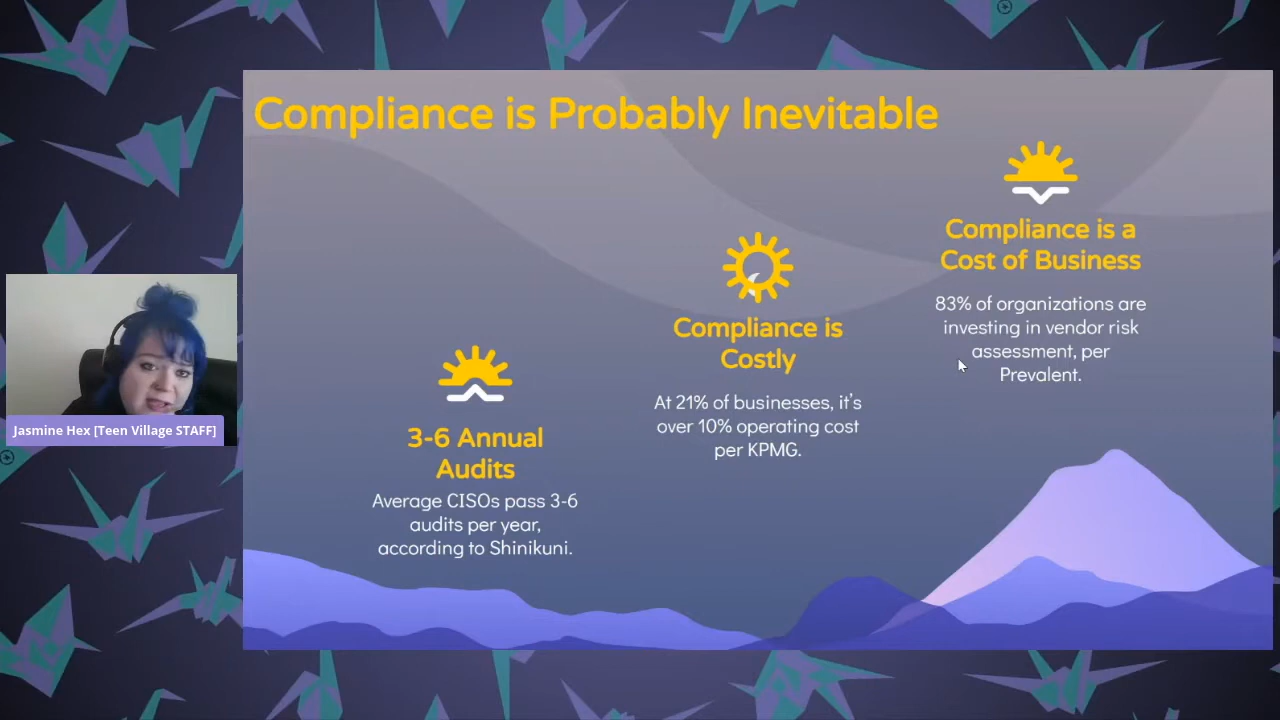 Compliance is Probably Inevitable
Compliance is a
Cost of Business
83% of organizations are
investing in vendor risk
assessment, per
Prevalent.
Compliance is
Costly
At 21% of businesses, it's
over 10% operating cost
per KPMG.
3-6 Annual
Audits
Average CISOs pass 3-6
audits per year,
according to Shinikuni.
Jasmine Hex [Teen Village STAFF]